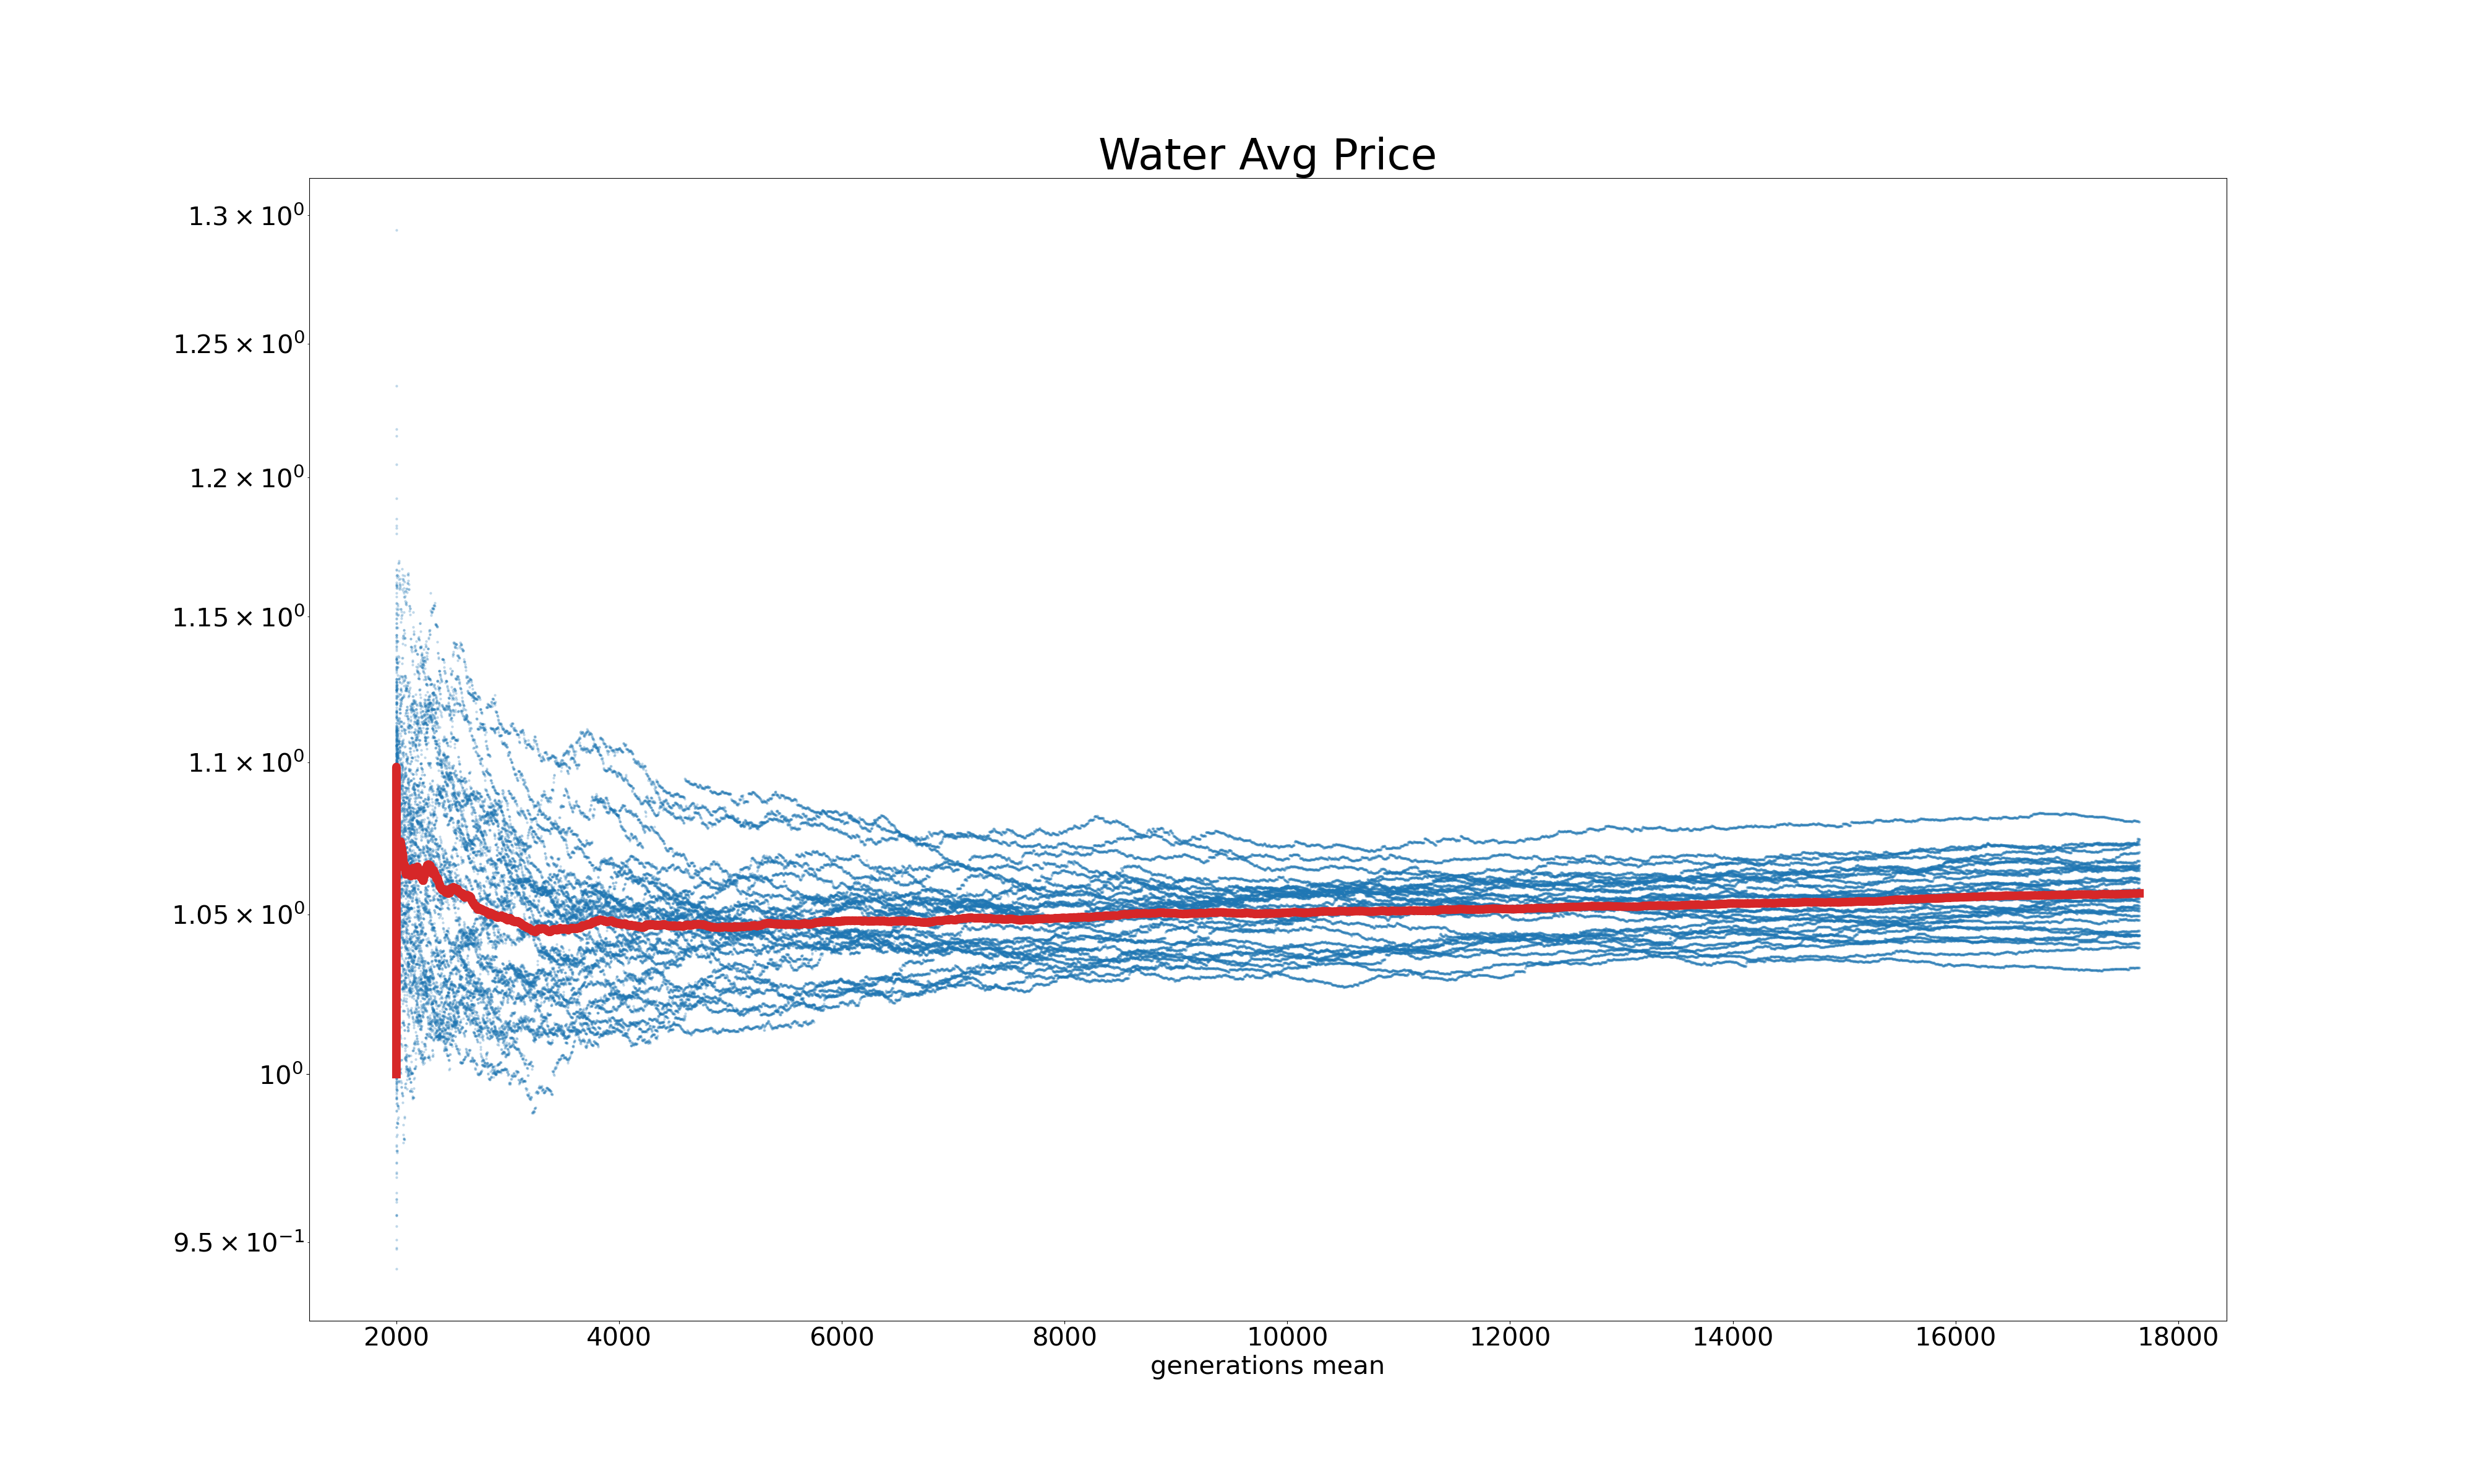 Water Avg Price
1.3 × 10⁰
1.25 × 10⁰
1.2 × 10⁰
1.15 × 10⁰
1.1 × 10⁰
1.05 × 10⁰
10⁰
9.5 × 10⁻¹
2000 4000 6000 8000 10000 12000 14000 16000 18000
generations mean